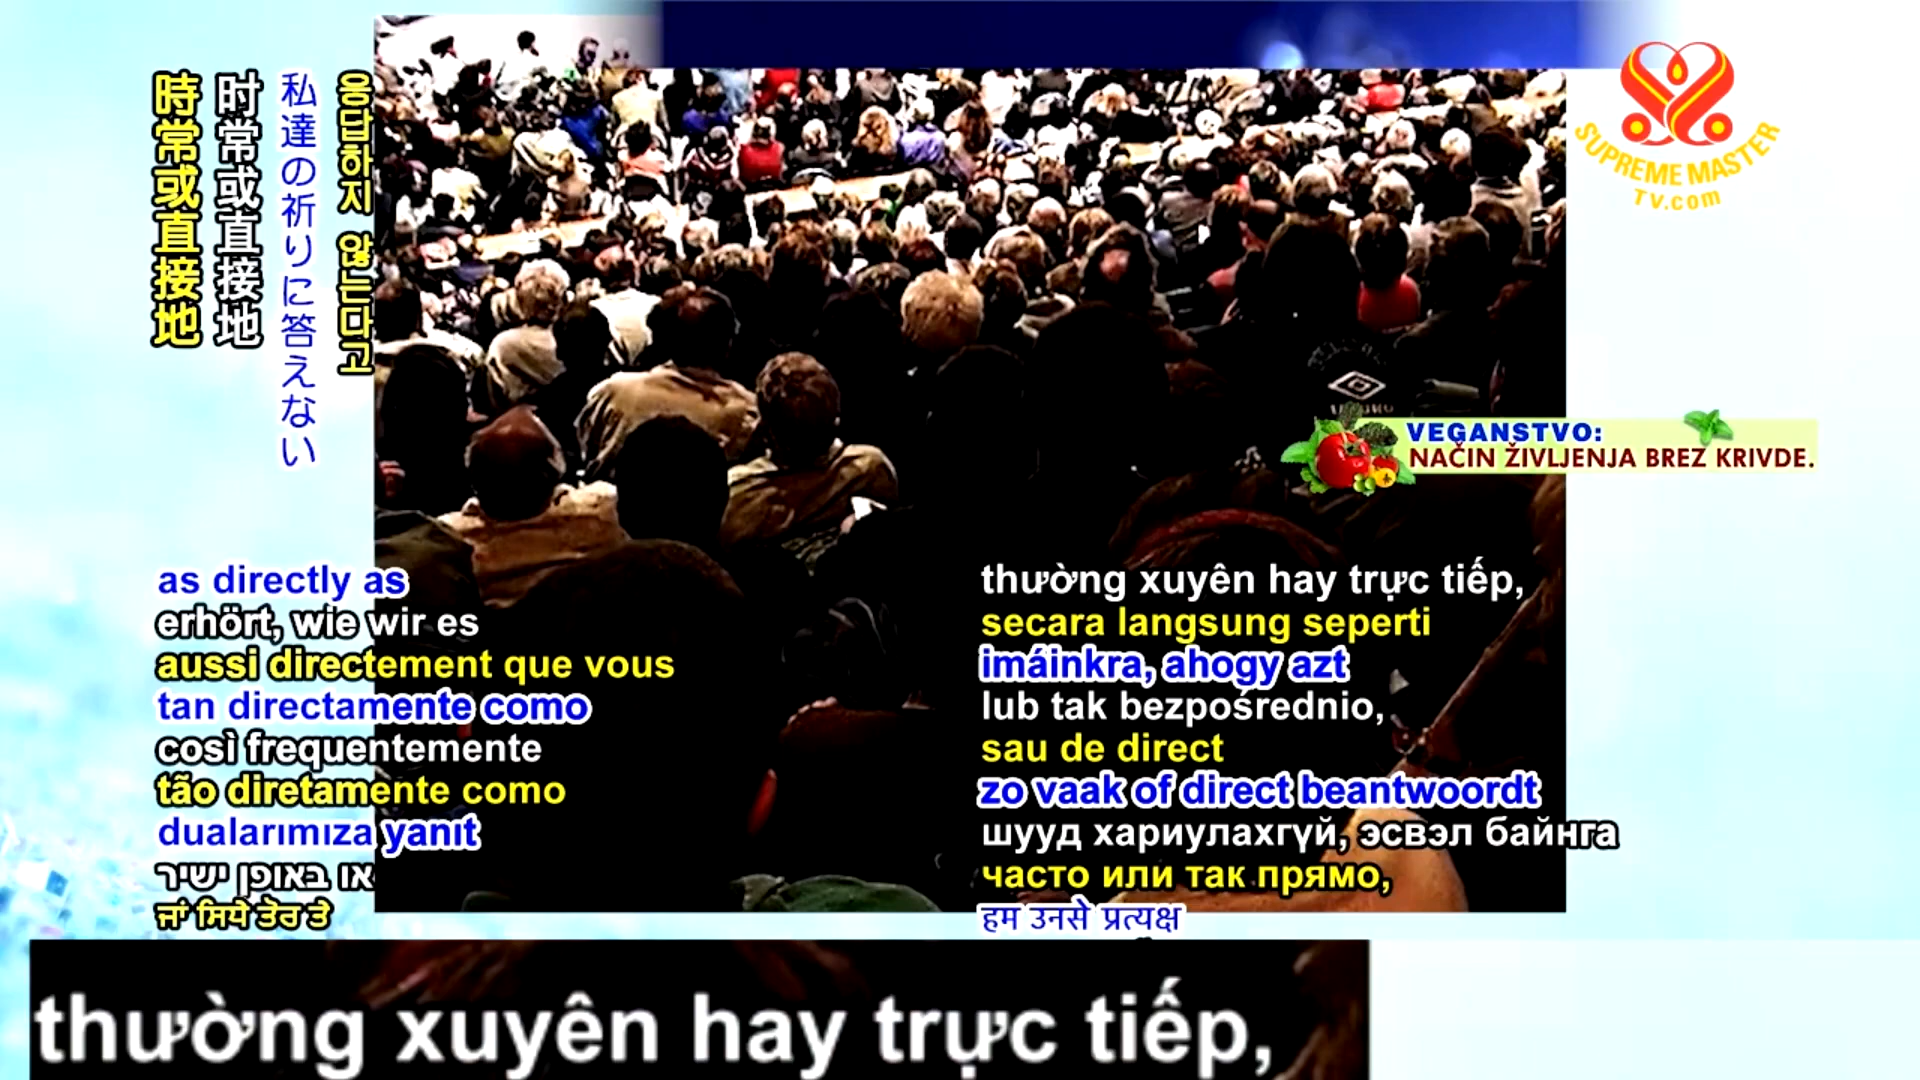 時常或直接地
时常或直接地
私達の祈りに答えない
응답하지 않는다고
SUPREME MASTER
TV.com
VEGANSTVO:
NAČIN ŽIVLJENJA BREZ KRIVDE.
as directly as
erhört, wie wir es
aussi directement que vous
tan directamente como
così frequentemente
tão diretamente como
dualarımıza yanıt
או באופן ישיר
ਜਾਂ ਸਿਧੇ ਤੋਰ ਤੇ
thường xuyên hay trực tiếp,
secara langsung seperti
imáinkra, ahogy azt
lub tak bezpośrednio,
sau de direct
zo vaak of direct beantwoordt
шууд хариулахгүй, эсвэл байнга
часто или так прямо,
हम उनसे प्रत्यक्ष
thường xuyên hay trực tiếp,